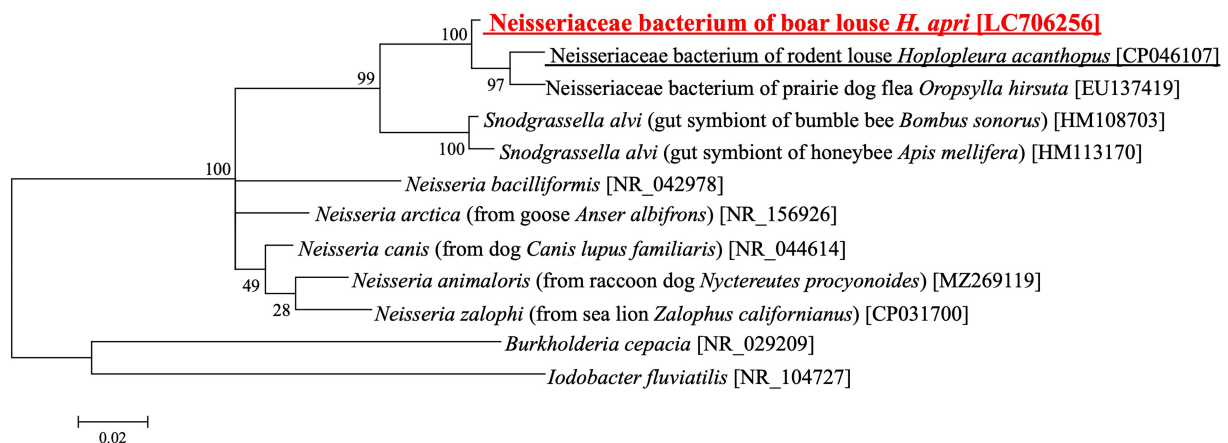 Neisseriaceae bacterium of boar louse H. apri [LC706256]
100
Neisseriaceae bacterium of rodent louse Hoplopleura acanthopus [CP046107]
99
97
Neisseriaceae bacterium of prairie dog flea Oropsylla hirsuta [EU137419]
Snodgrassella alvi (gut symbiont of bumble bee Bombus sonorus) [HM108703]
100
Snodgrassella alvi (gut symbiont of honeybee Apis mellifera) [HM113170]
100
Neisseria bacilliformis [NR_042978]
Neisseria arctica (from goose Anser albifrons) [NR_156926]
Neisseria canis (from dog Canis lupus familiaris) [NR_044614]
49
Neisseria animaloris (from raccoon dog Nyctereutes procyonoides) [MZ269119]
28
Neisseria zalophi (from sea lion Zalophus californianus) [CP031700]
Burkholderia cepacia [NR_029209]
Iodobacter fluviatilis [NR_104727]
0.02